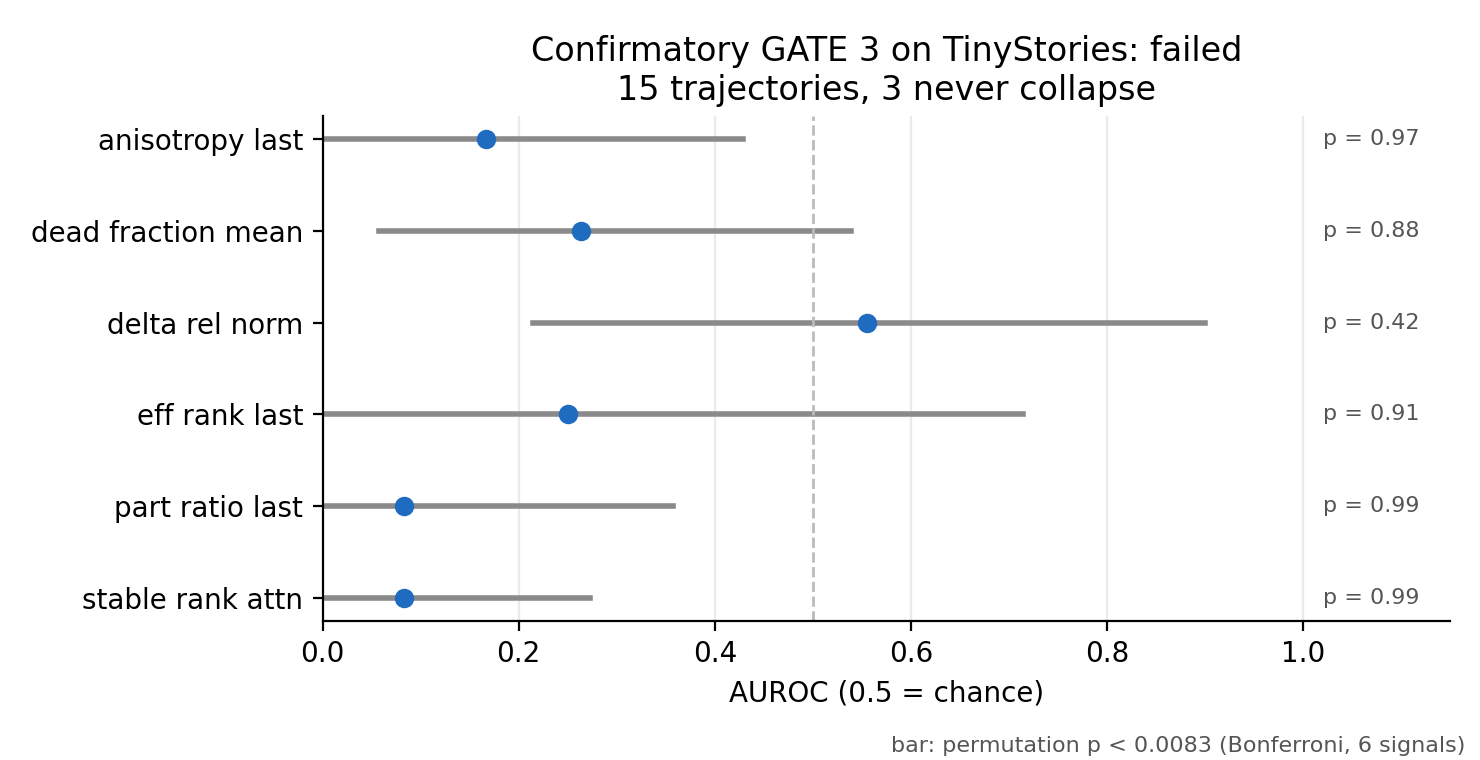 Confirmatory GATE 3 on TinyStories: failed
15 trajectories, 3 never collapse
anisotropy last
p = 0.97
dead fraction mean
p = 0.88
delta rel norm
p = 0.42
eff rank last
p = 0.91
part ratio last
p = 0.99
stable rank attn
p = 0.99
0.0 0.2 0.4 0.6 0.8 1.0
AUROC (0.5 = chance)
bar: permutation p < 0.0083 (Bonferroni, 6 signals)